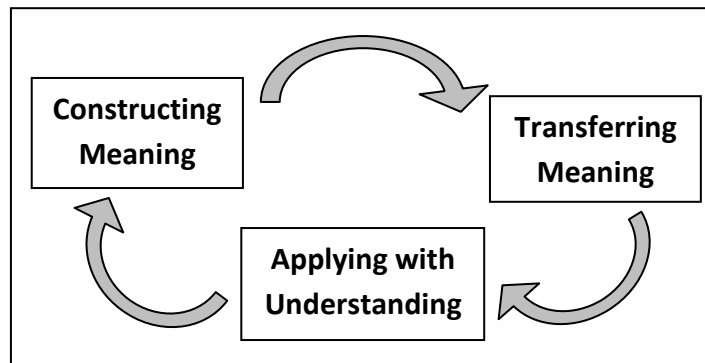 Constructing
Meaning
Transferring
Meaning
Applying with
Understanding